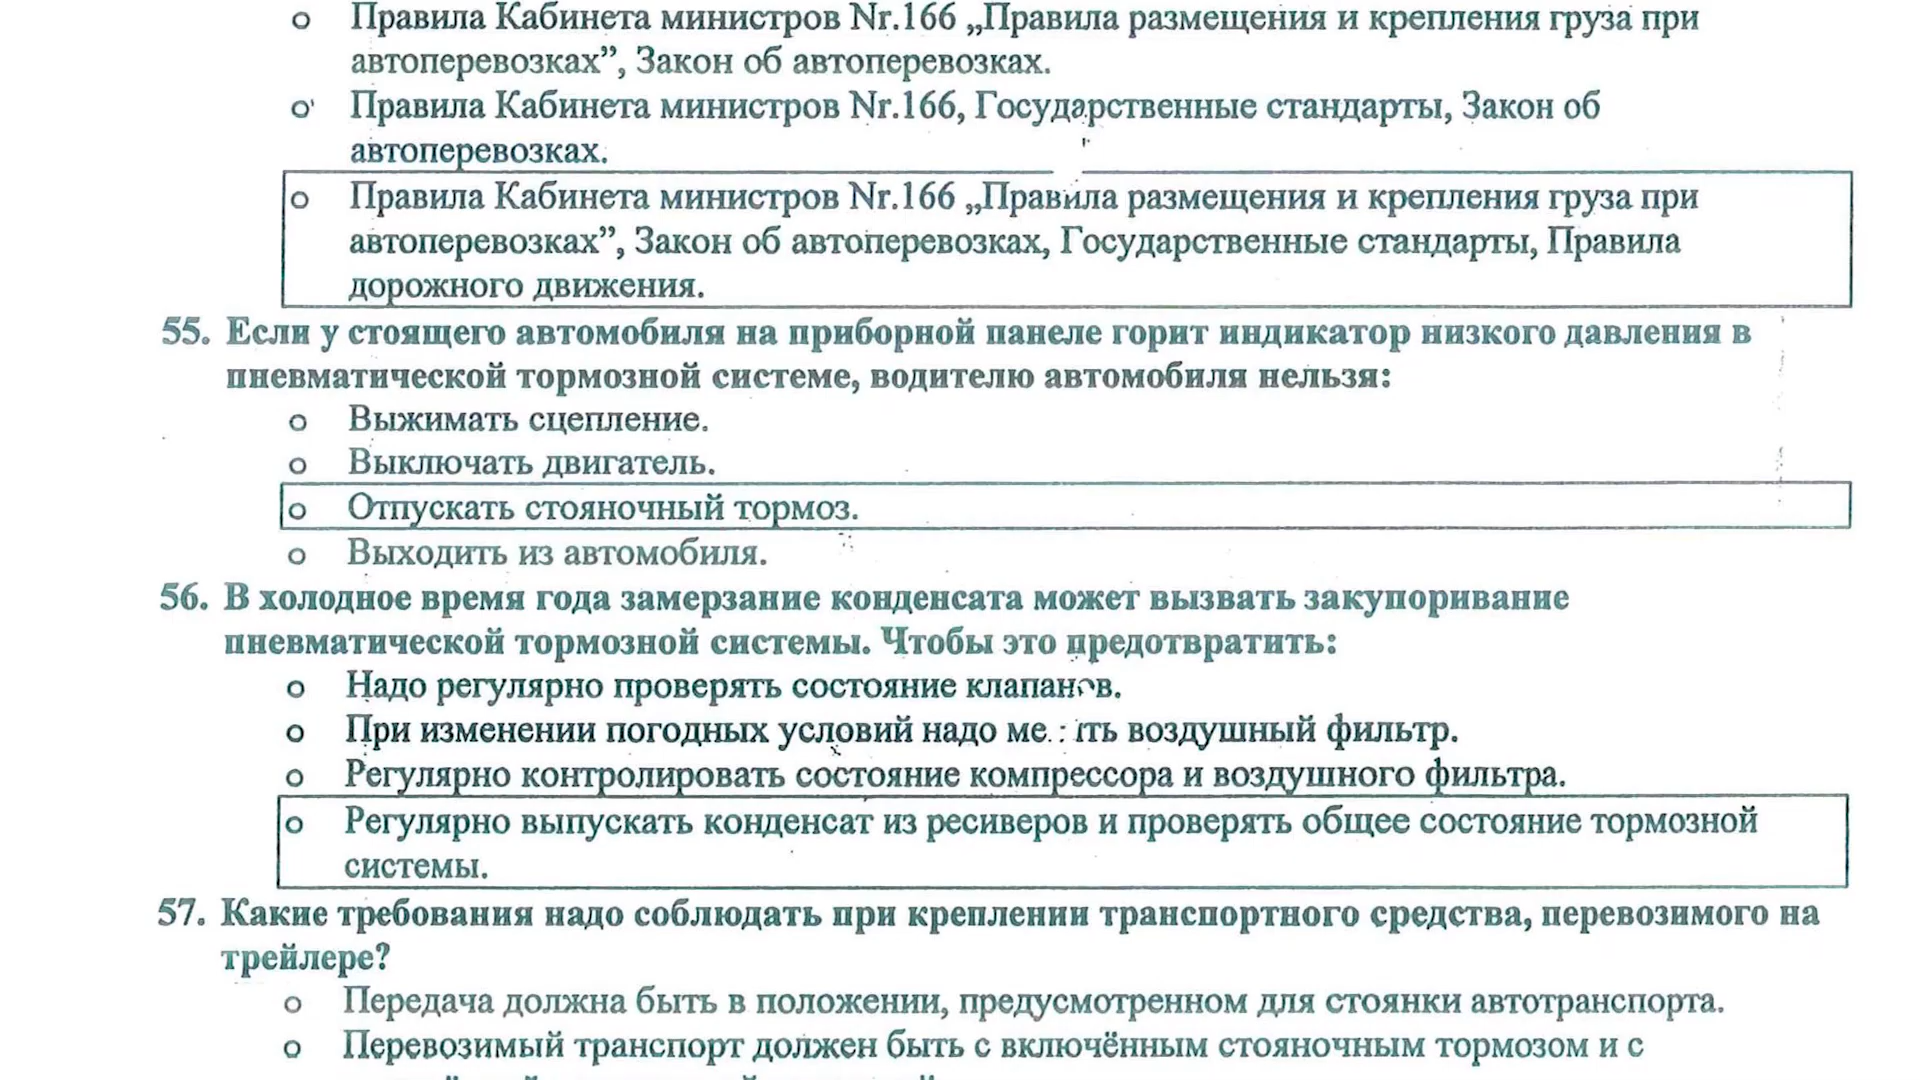 o Правила Кабинета министров Nr.166 „Правила размещения и крепления груза при
автоперевозках”, Закон об автоперевозках.
o Правила Кабинета министров Nr.166, Государственные стандарты, Закон об
автоперевозках.
o Правила Кабинета министров Nr.166 „Правила размещения и крепления груза при
автоперевозках”, Закон об автоперевозках, Государственные стандарты, Правила
дорожного движения.
55. Если у стоящего автомобиля на приборной панеле горит индикатор низкого давления в
пневматической тормозной системе, водителю автомобиля нельзя:
o Выжимать сцепление.
o Выключать двигатель.
o Отпускать стояночный тормоз.
o Выходить из автомобиля.
56. В холодное время года замерзание конденсата может вызвать закупоривание
пневматической тормозной системы. Чтобы это предотвратить:
o Надо регулярно проверять состояние клапанов.
o При изменении погодных условий надо воздушный фильтр.
o Регулярно контролировать состояние компрессора и воздушного фильтра.
o Регулярно выпускать конденсат из ресиверов и проверять общее состояние тормозной
системы.
57. Какие требования надо соблюдать при креплении транспортного средства, перевозимого на
трейлере?
o Передача должна быть в положении, предусмотренном для стоянки автотранспорта.
o Перевозимый транспорт должен быть с включённым стояночным тормозом и с